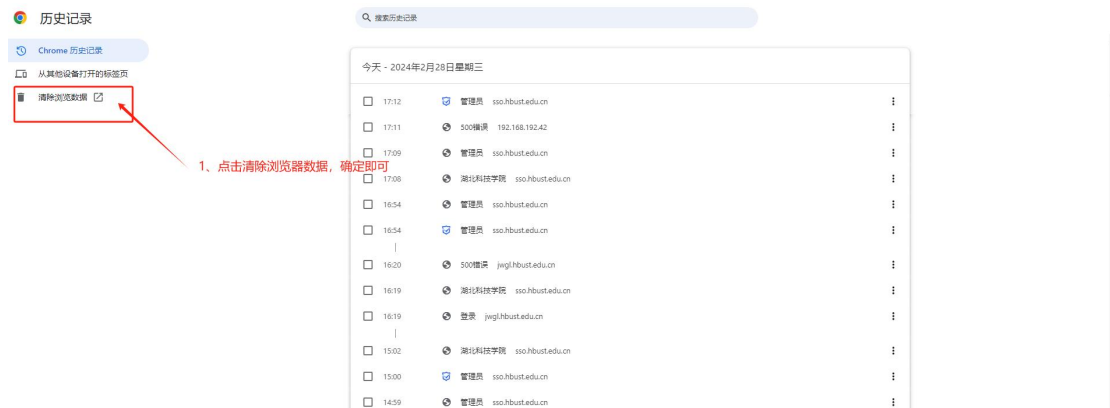 历史记录
搜索历史记录
Chrome 历史记录
从其他设备打开的标签页
清除浏览数据
1、点击清除浏览器数据，确定即可
今天 - 2024年2月28日星期三
17:12 管理员 sso.hbust.edu.cn
17:11 500错误 192.168.192.42
17:09 管理员 sso.hbust.edu.cn
17:08 湖北科技学院 sso.hbust.edu.cn
16:54 管理员 sso.hbust.edu.cn
16:54 管理员 sso.hbust.edu.cn
16:20 500错误 jwgl.hbust.edu.cn
16:19 湖北科技学院 sso.hbust.edu.cn
16:19 登录 jwgl.hbust.edu.cn
15:02 湖北科技学院 sso.hbust.edu.cn
15:00 管理员 sso.hbust.edu.cn
14:59 管理员 sso.hbust.edu.cn